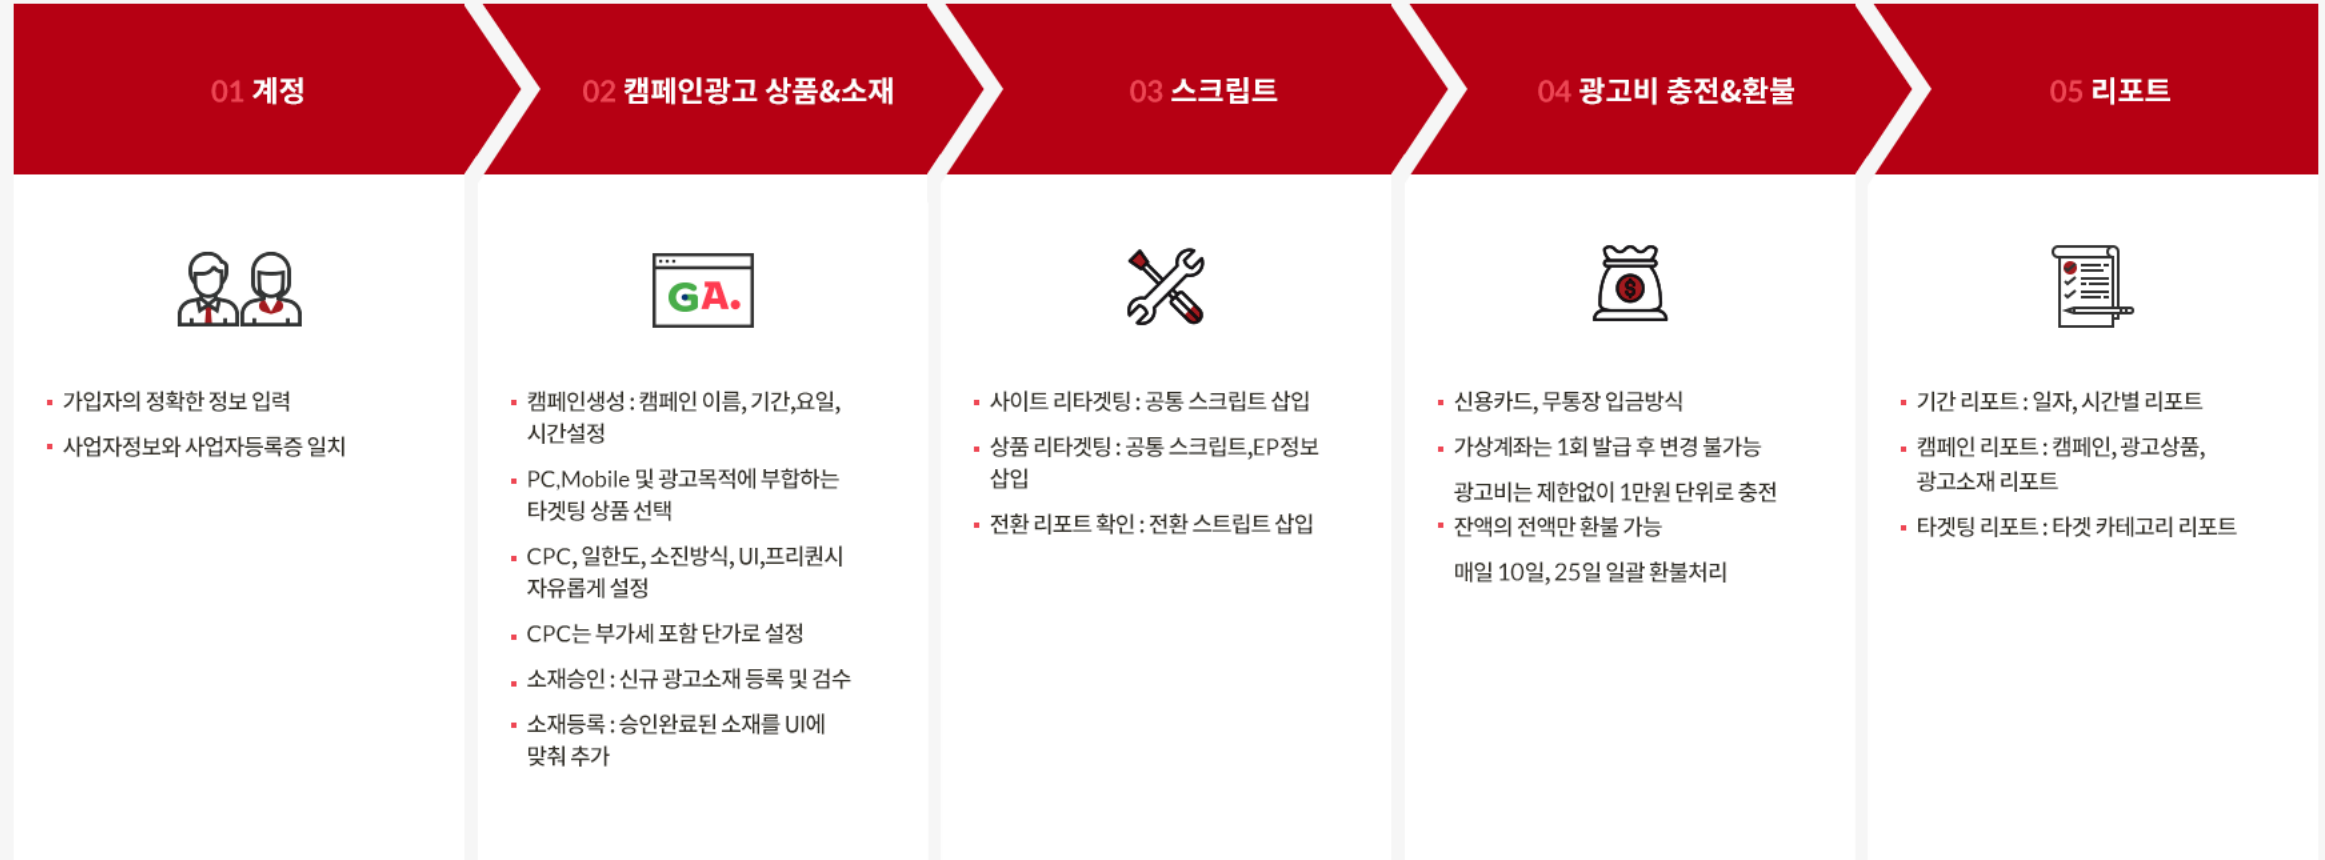 01 계정
02 캠페인광고 상품&소재
03 스크립트
04 광고비 충전&환불
05 리포트
가입자의 정확한 정보 입력
사업자정보와 사업자등록증 일치
GA.
캠페인생성 : 캠페인 이름, 기간,요일,
시간설정
PC,Mobile 및 광고목적에 부합하는
타겟팅 상품 선택
CPC, 일한도, 소진방식, UI,프리퀀시
자유롭게 설정
CPC는 부가세 포함 단가로 설정
소재승인 : 신규 광고소재 등록 및 검수
소재등록 : 승인완료된 소재를 UI에
맞춰 추가
사이트 리타겟팅 : 공통 스크립트 삽입
상품 리타겟팅 : 공통 스크립트,EP정보
삽입
전환 리포트 확인 : 전환 스트립트 삽입
$
신용카드, 무통장 입금방식
가상계좌는 1회 발급 후 변경 불가능
광고비는 제한없이 1만원 단위로 충전
잔액의 전액만 환불 가능
매일 10일, 25일 일괄 환불처리
기간 리포트 : 일자, 시간별 리포트
캠페인 리포트 : 캠페인, 광고상품,
광고소재 리포트
타겟팅 리포트 : 타겟 카테고리 리포트